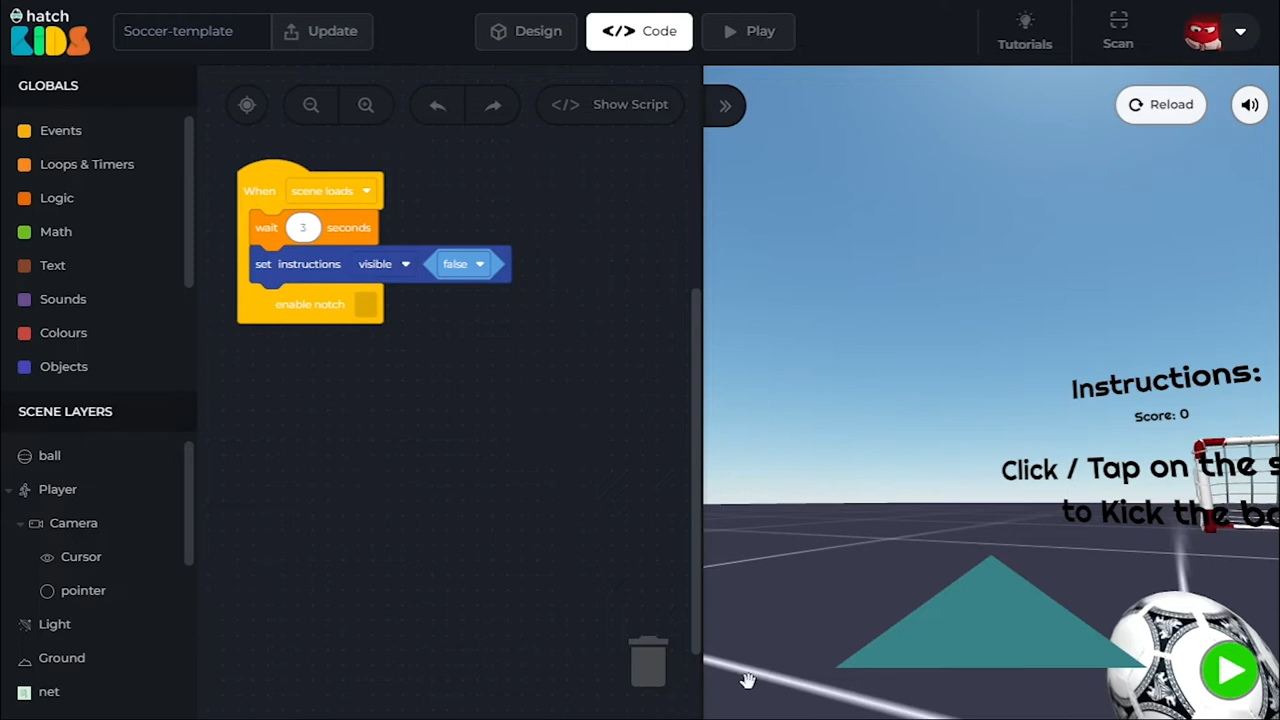 hatch
KIDS
Soccer-template
Update
Design
</> Code
Play
Tutorials
Scan
GLOBALS
Events
Loops & Timers
Logic
Math
Text
Sounds
Colours
Objects
SCENE LAYERS
ball
Player
Camera
Cursor
pointer
Light
Ground
net
</> Show Script
When scene loads
wait 3 seconds
set instructions visible false
enable notch
Reload
Instructions:
Score: 0
Click / Tap on the s
to Kick the ba